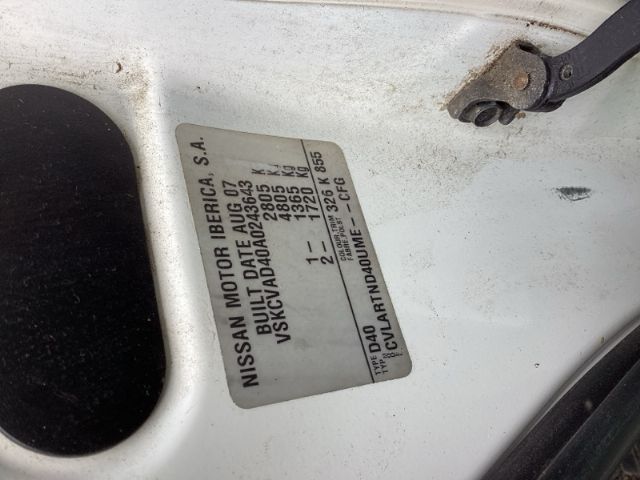 NISSAN MOTOR IBERICA, S.A.
BUILT DATE AUG 07
VSKCVAD40A0243643
2805 Kg
4805 Kg
1- 1365 Kg
2- 1720 Kg
COLOUR,TRIM 326 K 855
TYPE D40
CVLARTND40UME- -CFG